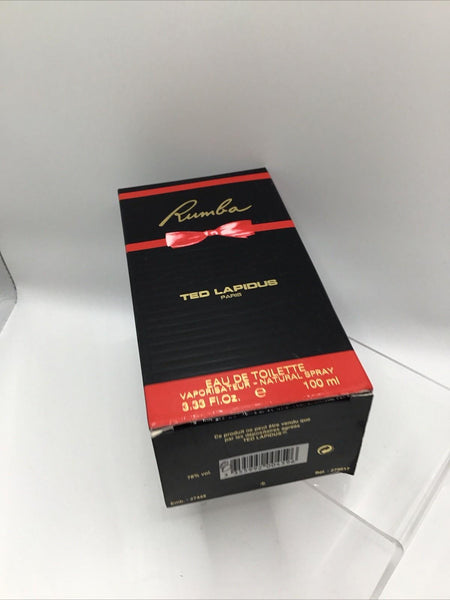 Rumba
TED LAPIDUS
PARIS
EAU DE TOILETTE
VAPORISATEUR - NATURAL SPRAY
3.33 Fl.Oz. e 100 ml
Ce produit ne peut être vendu que
par les dépositaires agréés
TED LAPIDUS
78% vol